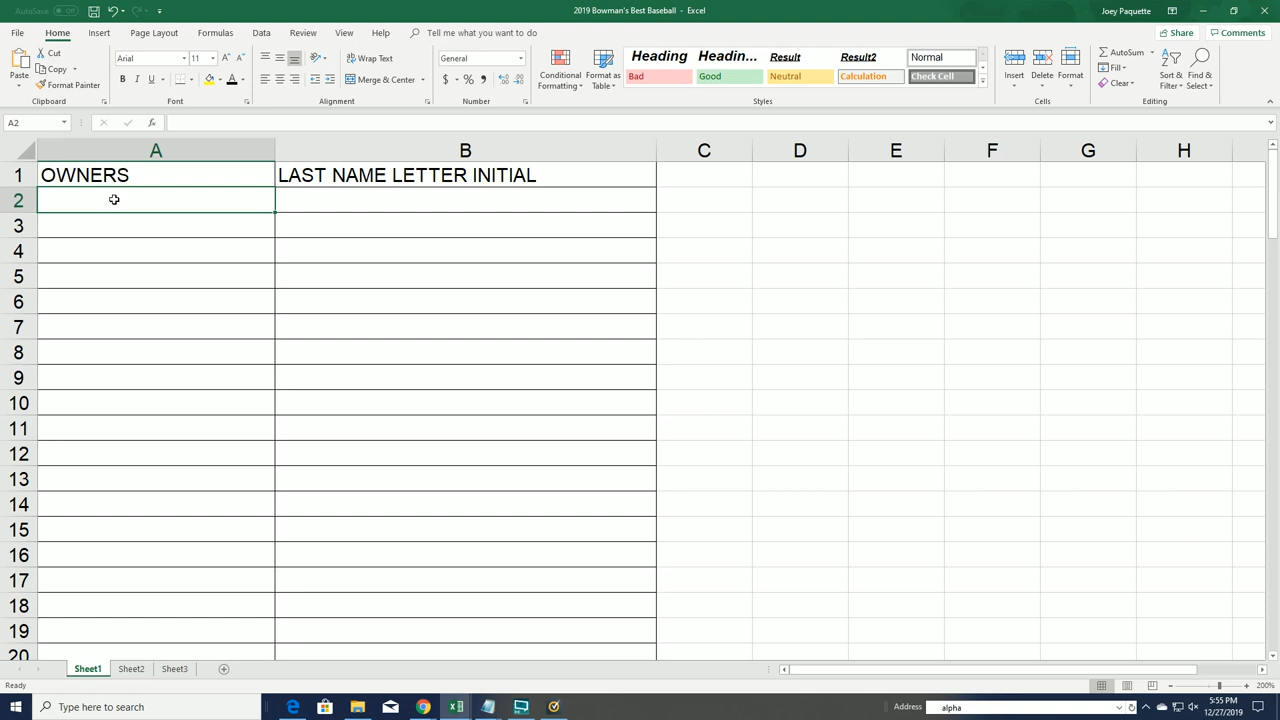 AutoSave Off
2019 Bowman's Best Baseball - Excel
Joey Paquette
File Home Insert Page Layout Formulas Data Review View Help Tell me what you want to do
Share Comments
Paste
Cut
Copy
Format Painter
Clipboard
Arial 11
B I U A
Font
Wrap Text
Merge & Center
Alignment
General
$ % ,
Number
Conditional Formatting
Format as Table
Heading Headin... Result Result2 Normal
Bad Good Neutral Calculation Check Cell
Styles
Insert Delete Format
Cells
AutoSum
Fill
Clear
Sort & Filter
Find & Select
Editing
A2 fx
A B C D E F G H
1 OWNERS LAST NAME LETTER INITIAL
2
3
4
5
6
7
8
9
10
11
12
13
14
15
16
17
18
19
20
Sheet1 Sheet2 Sheet3
Ready
200%
Type here to search
Address alpha
5:55 PM
12/27/2019